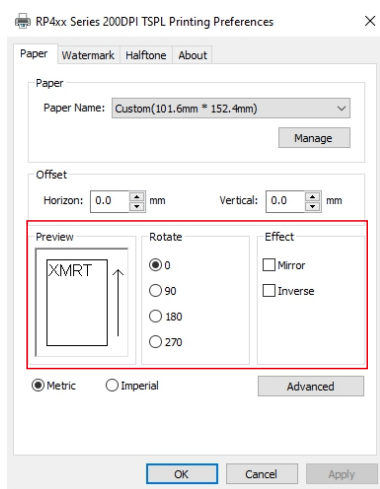 RP4xx Series 200DPI TSPL Printing Preferences
Paper Watermark Halftone About
Paper
Paper Name: Custom(101.6mm * 152.4mm)
Manage
Offset
Horizon: 0.0 mm Vertical: 0.0 mm
Preview Rotate Effect
XMRT 0 Mirror
90 Inverse
180
270
Metric Imperial Advanced
OK Cancel Apply